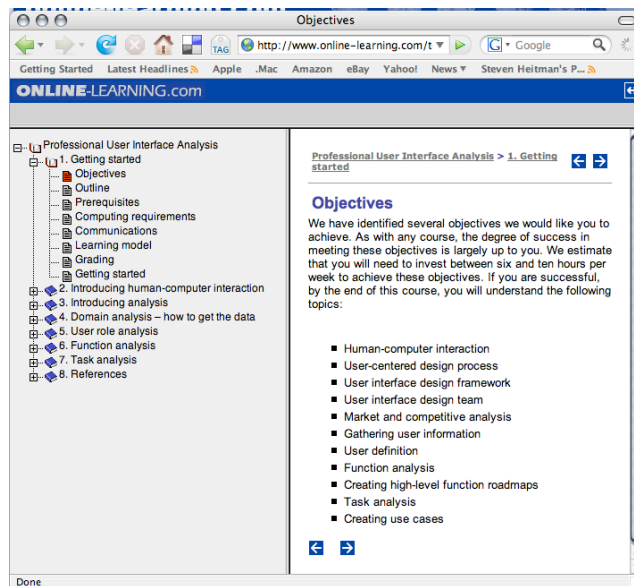 Objectives
TAG
http://www.online-learning.com/t
G
Google
Getting Started Latest Headlines Apple .Mac Amazon eBay Yahoo! News Steven Heitman's P...
ONLINE-LEARNING.com
Professional User Interface Analysis
1. Getting started
Objectives
Outline
Prerequisites
Computing requirements
Communications
Learning model
Grading
Getting started
2. Introducing human-computer interaction
3. Introducing analysis
4. Domain analysis – how to get the data
5. User role analysis
6. Function analysis
7. Task analysis
8. References
Professional User Interface Analysis > 1. Getting
started
Objectives
We have identified several objectives we would like you to
achieve. As with any course, the degree of success in
meeting these objectives is largely up to you. We estimate
that you will need to invest between six and ten hours per
week to achieve these objectives. If you are successful,
by the end of this course, you will understand the following
topics:
Human-computer interaction
User-centered design process
User interface design framework
User interface design team
Market and competitive analysis
Gathering user information
User definition
Function analysis
Creating high-level function roadmaps
Task analysis
Creating use cases
Done